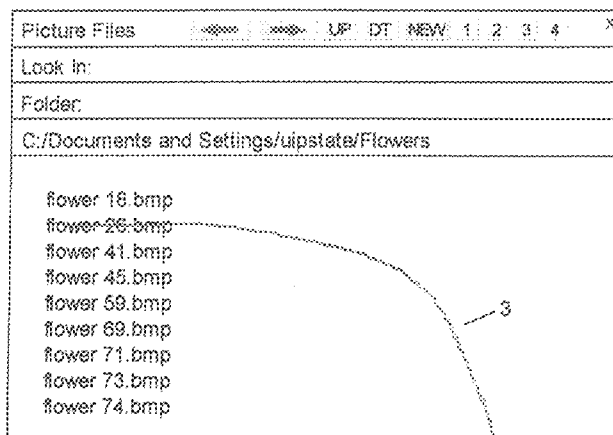 Picture Files UP DT NEW 1 2 3 4 X
Look In:
Folder:
C:/Documents and Settings/uipstate/Flowers
flower 18.bmp
flower 26.bmp
flower 41.bmp
flower 45.bmp
flower 59.bmp
flower 69.bmp
flower 71.bmp
flower 73.bmp
flower 74.bmp
3